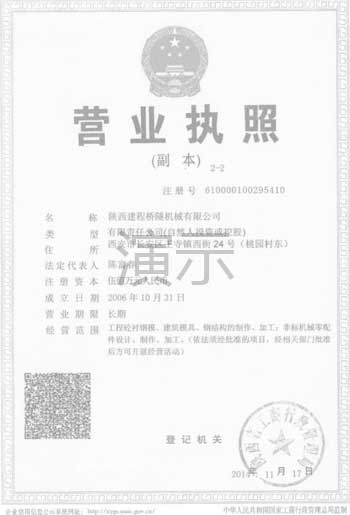 营业执照
(副 本) 2-2
注册号 610000100295410
名称 陕西建程桥隧机械有限公司
类型 有限责任公司(自然人投资或控股)
住所 西安市长安区王寺镇西街24号(桃园村东)
法定代表人
注册资本 伍佰万元人民币
成立日期 2006年10月31日
营业期限 长期
经营范围 工程砼衬钢模、建筑模具、钢结构的制作、加工;非标机械零配
件设计、制作、加工。(依法须经批准的项目,经相关部门批准
后方可开展经营活动)
演示
登记机关
2014年 11月 17日
企业信用信息公示系统网址:
中华人民共和国国家工商行政管理总局监制